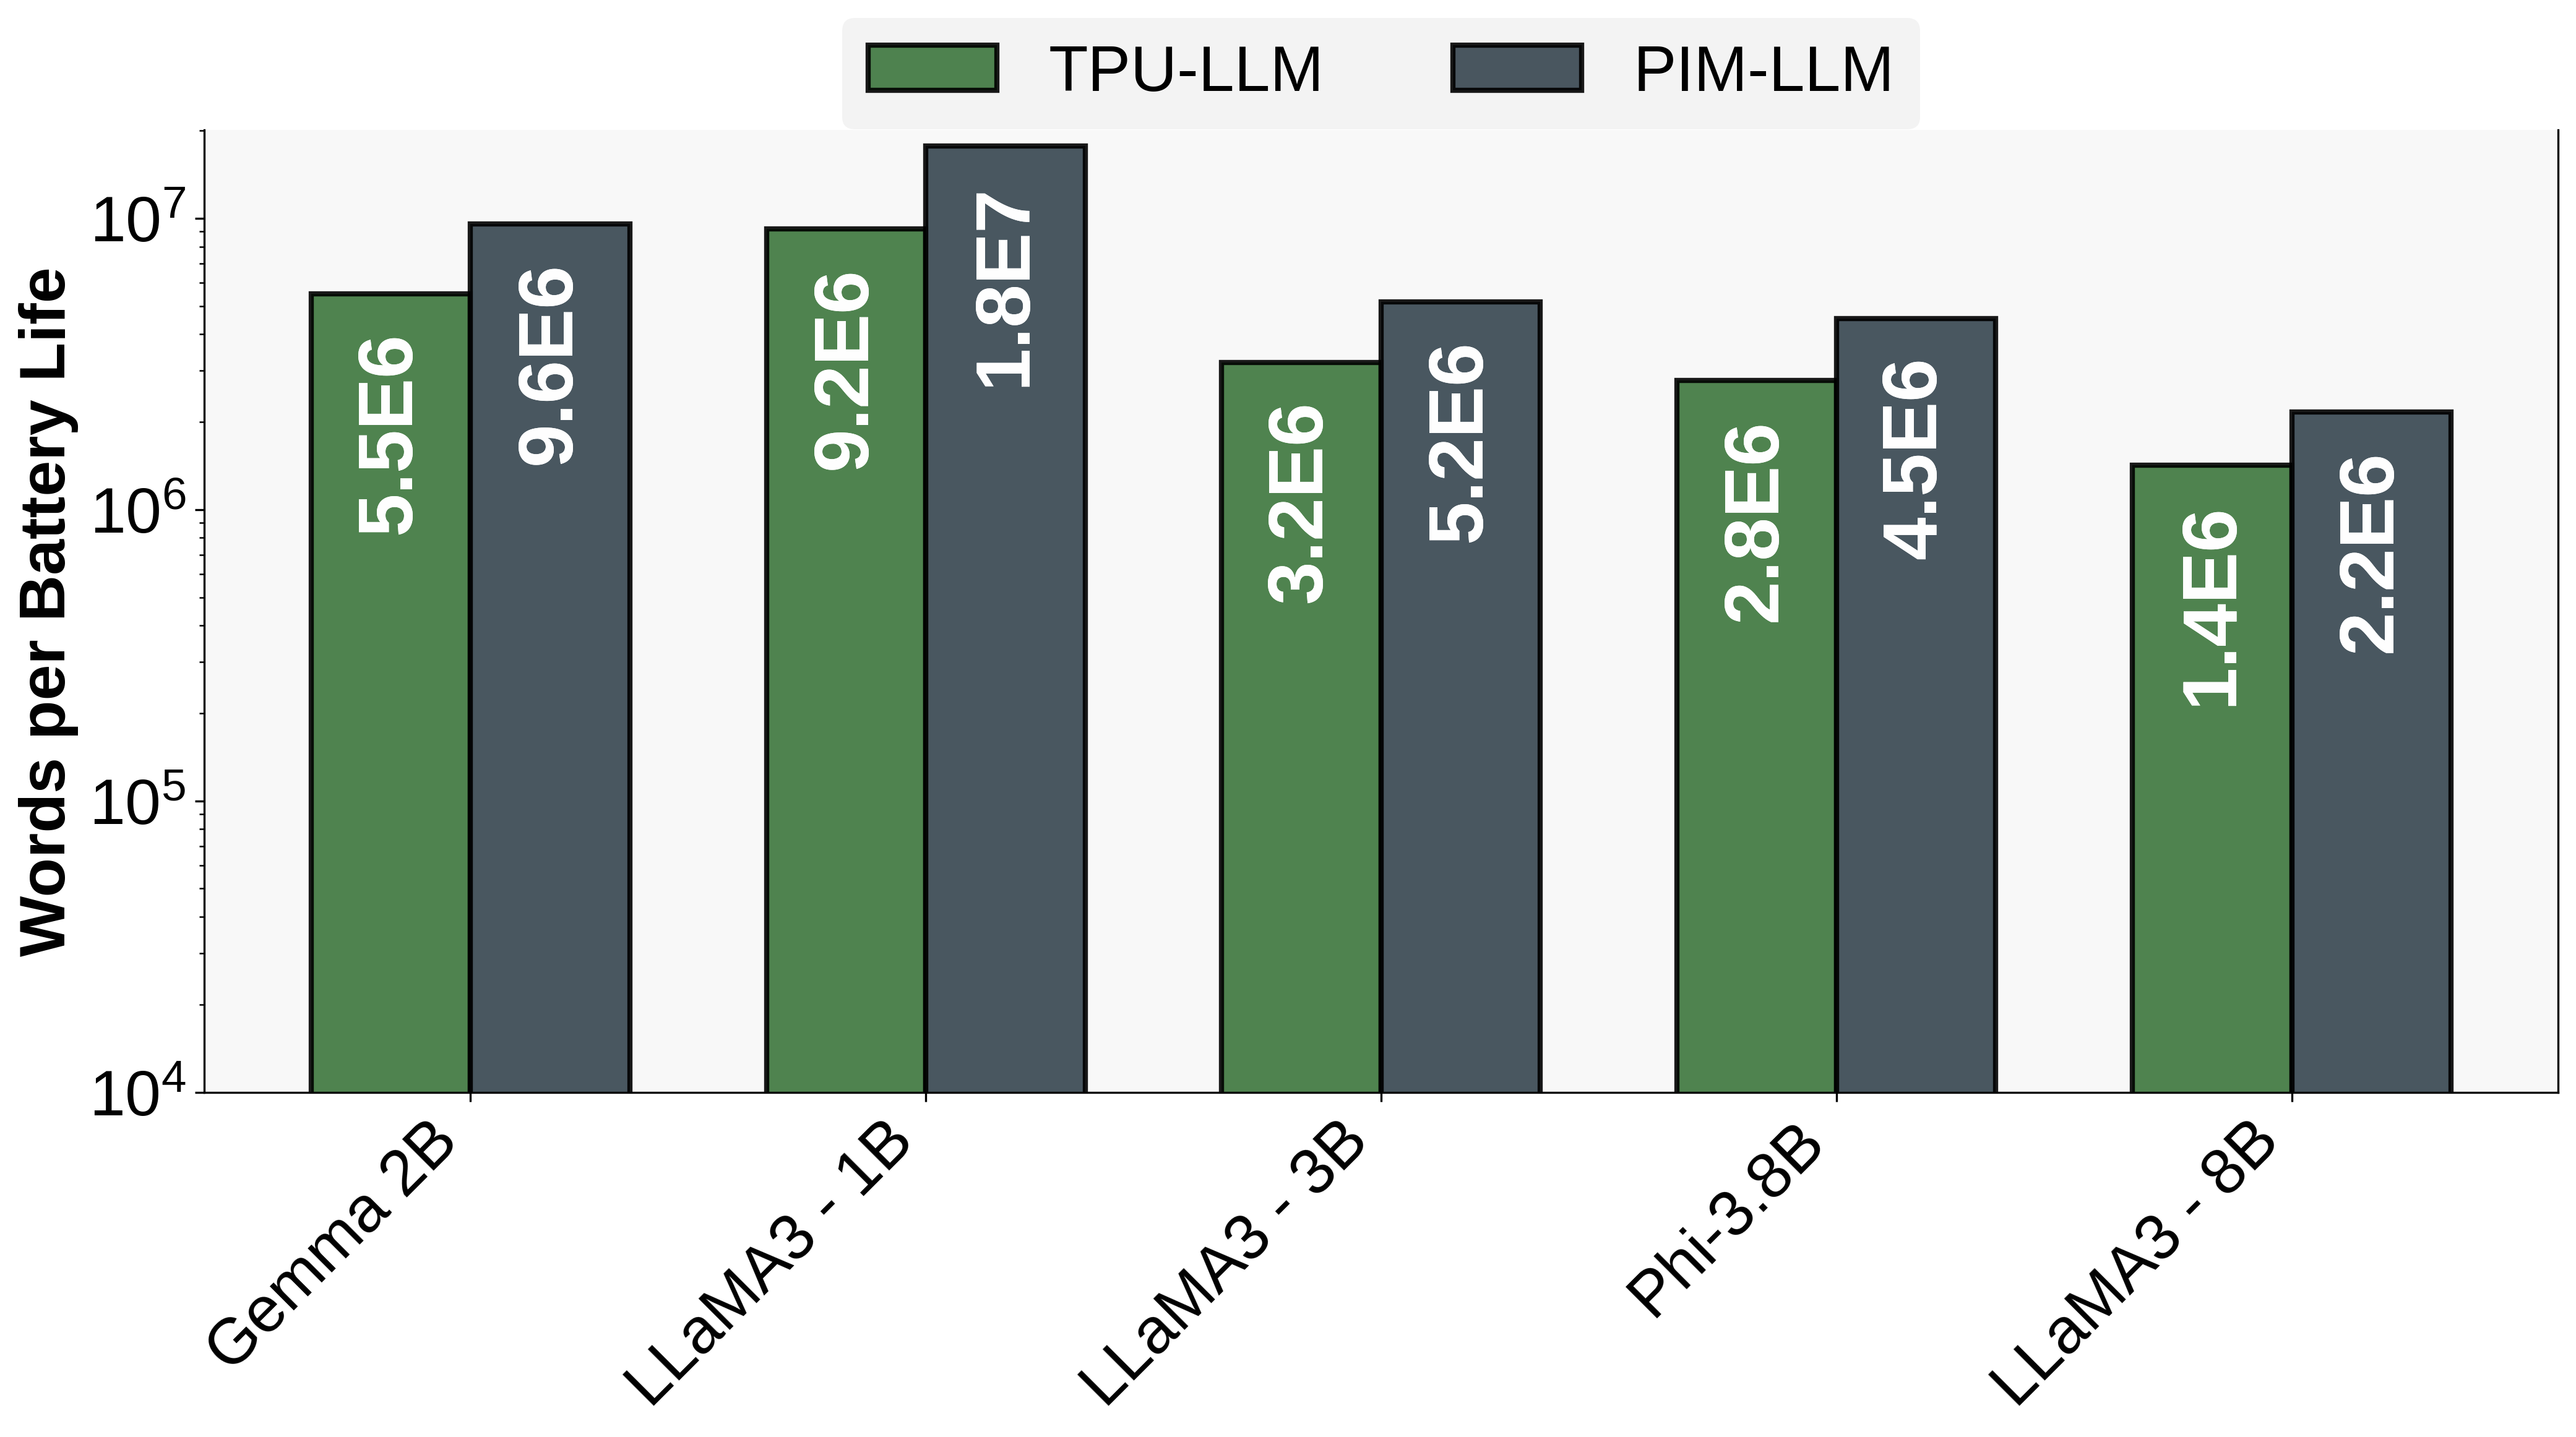 TPU-LLM PIM-LLM
Words per Battery Life
10^7
10^6
10^5
10^4
5.5E6
9.6E6
9.2E6
1.8E7
3.2E6
5.2E6
2.8E6
4.5E6
1.4E6
2.2E6
Gemma 2B
LLaMA3 - 1B
LLaMA3 - 3B
Phi-3.8B
LLaMA3 - 8B